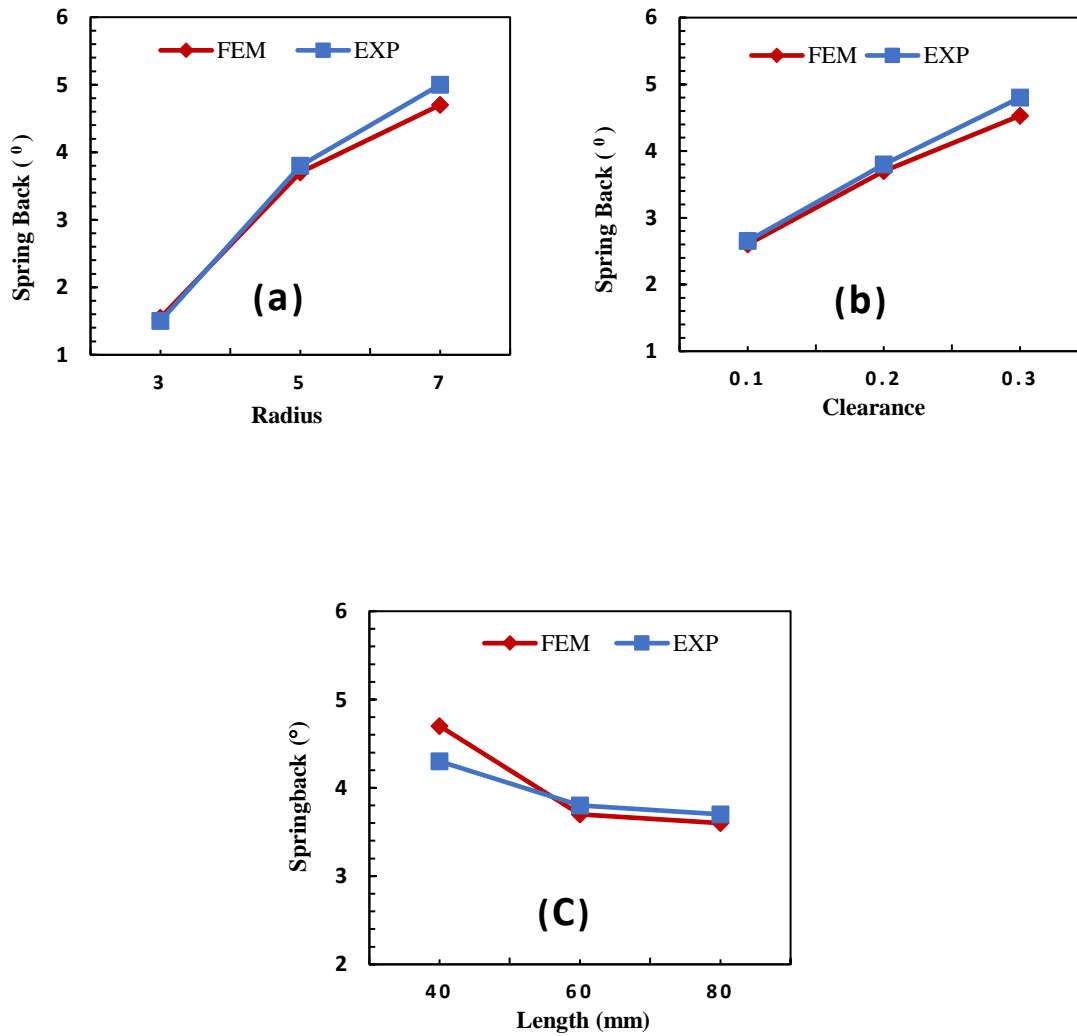 FEM EXP
Spring Back ( ⁰ )
6
5
4
3
2
1
(a)
3 5 7
Radius
FEM EXP
Spring Back ( ⁰ )
6
5
4
3
2
1
(b)
0.1 0.2 0.3
Clearance
FEM EXP
Springback (°)
6
5
4
3
2
(C)
40 60 80
Length (mm)